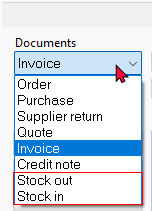 Documents
Invoice
Order
Purchase
Supplier return
Quote
Invoice
Credit note
Stock out
Stock in